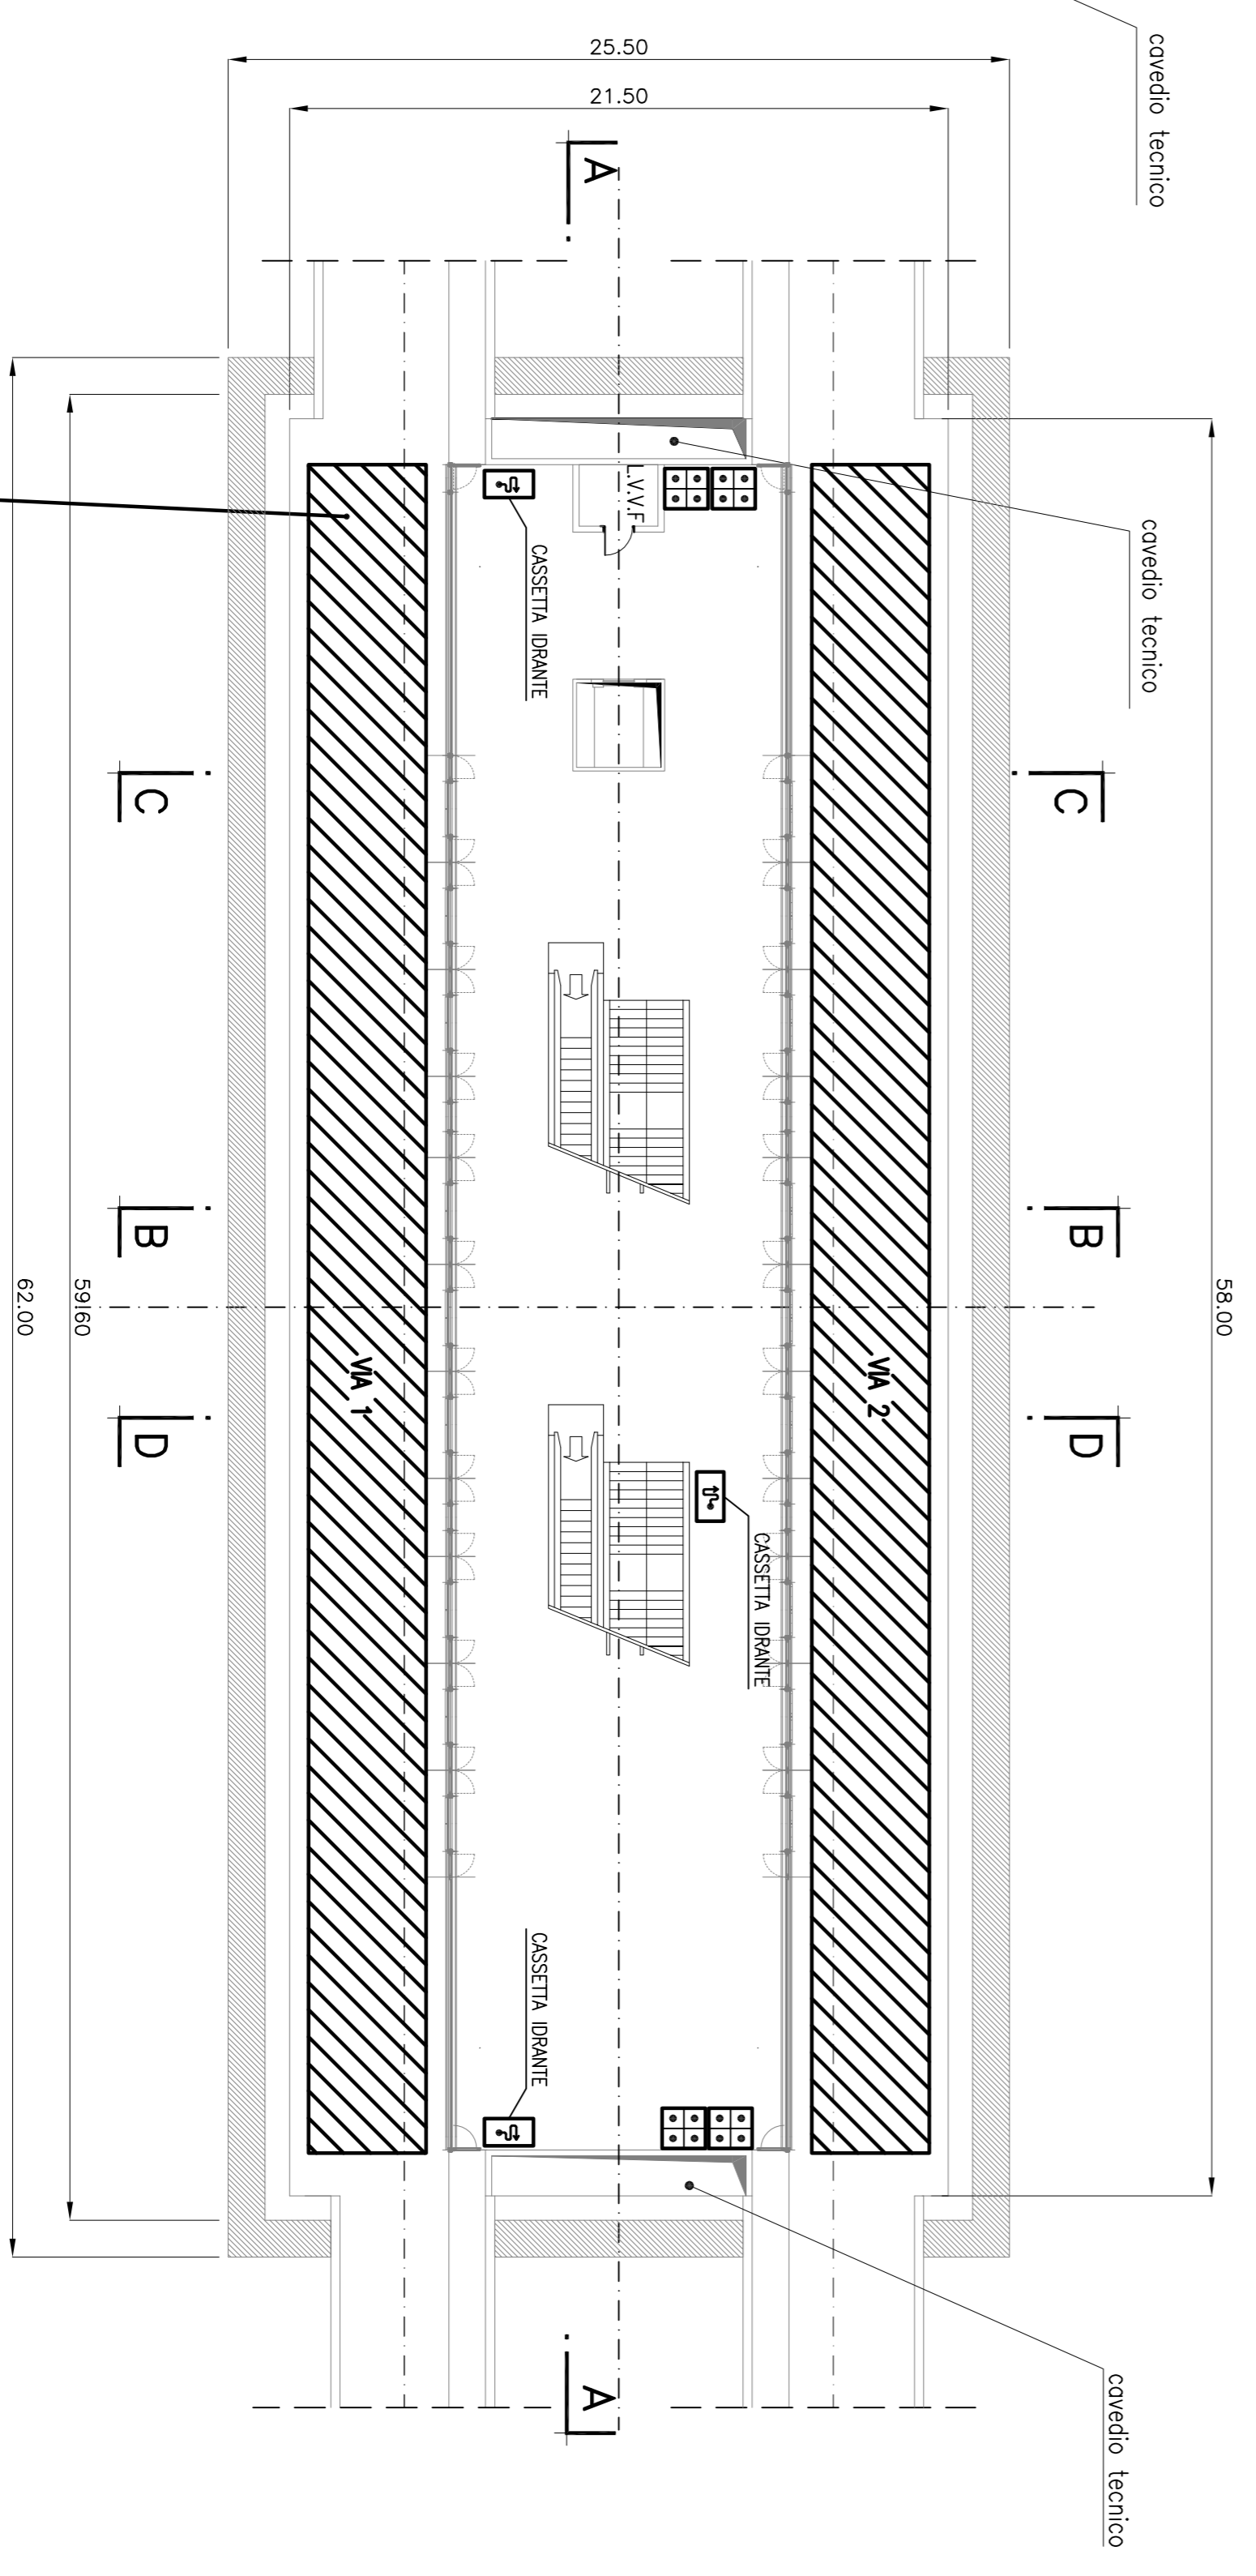 cavedio tecnico
25.50
21.50
A
cavedio tecnico
L.V.V.F
CASSETTA IDRANTE
C
C
B
B
58.00
59.60
62.00
VIA 1
VIA 2
D
D
CASSETTA IDRANTE
CASSETTA IDRANTE
A
cavedio tecnico